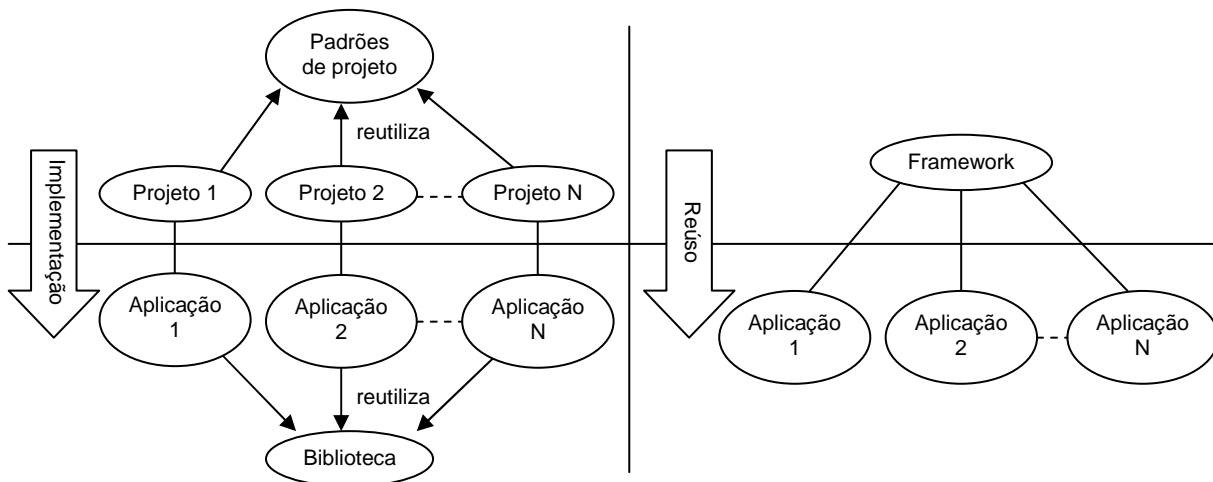 Padrões
de projeto
reutiliza
Implementação
Projeto 1
Projeto 2
Projeto N
Aplicação
1
Aplicação
2
Aplicação
N
reutiliza
Biblioteca
Reúso
Framework
Aplicação
1
Aplicação
2
Aplicação
N